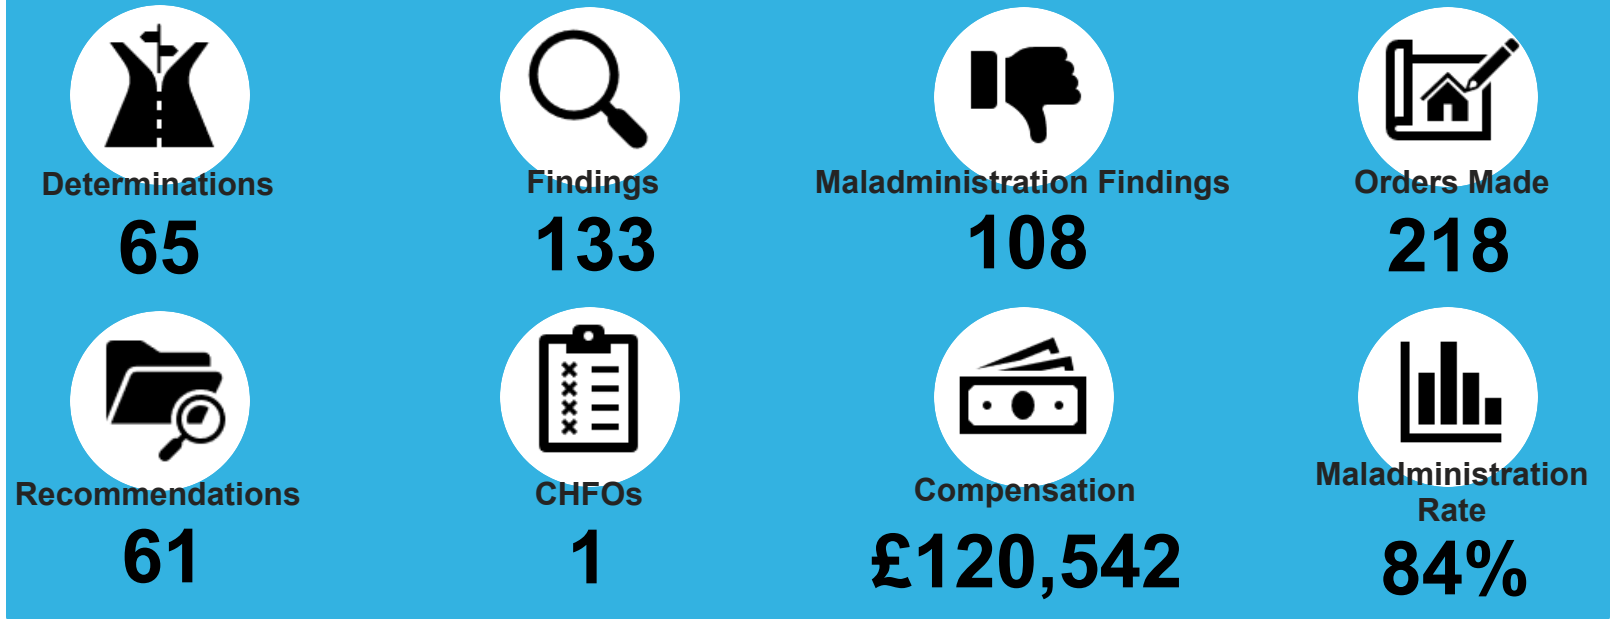 Determinations
65
Findings
133
Maladministration Findings
108
Orders Made
218
Recommendations
61
CHFOs
1
Compensation
£120,542
Maladministration
Rate
84%